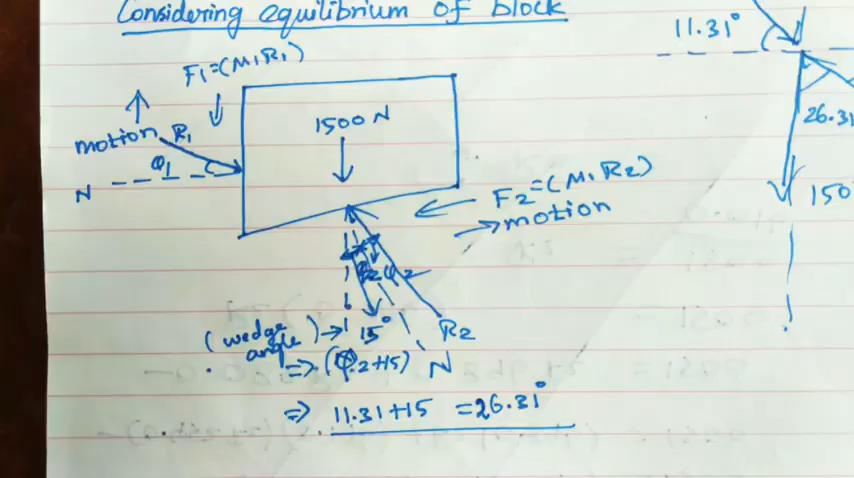 Considering equilibrium of block
F1=(M1R1)
motion R1
φ1
N
1500 N
F2=(M1R2)
motion
φ2
R2
(wedge angle) → 15°
N
=> (φ2+15)
=> 11.31+15 =26.31°
11.31°
26.31
150